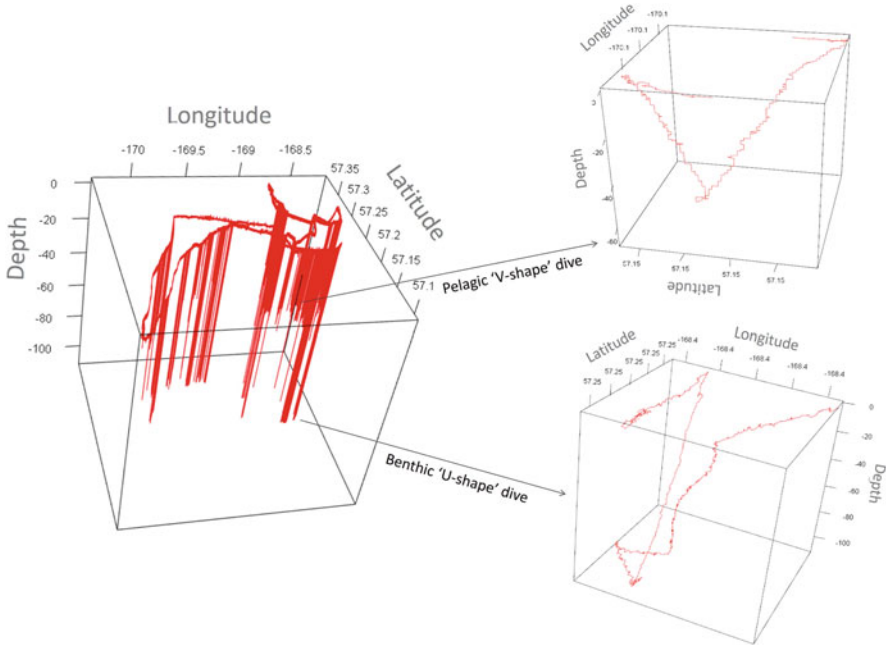 Longitude
-170 -169.5 -169 -168.5
Latitude
57.35
57.3
57.25
57.2
57.15
57.1
Depth
0
-20
-40
-60
-80
-100
Pelagic ‘V-shape’ dive
Benthic ‘U-shape’ dive
Longitude
-170.1
-170.1
-170.1
Depth
-20
-40
-60
57.15 57.15 57.15 57.15
Latitude
Latitude
57.25 57.25 57.25 57.25 57.25
Longitude
-168.4 -168.4 -168.4 -168.4 -168.4
Depth
0
-20
-40
-60
-80
-100